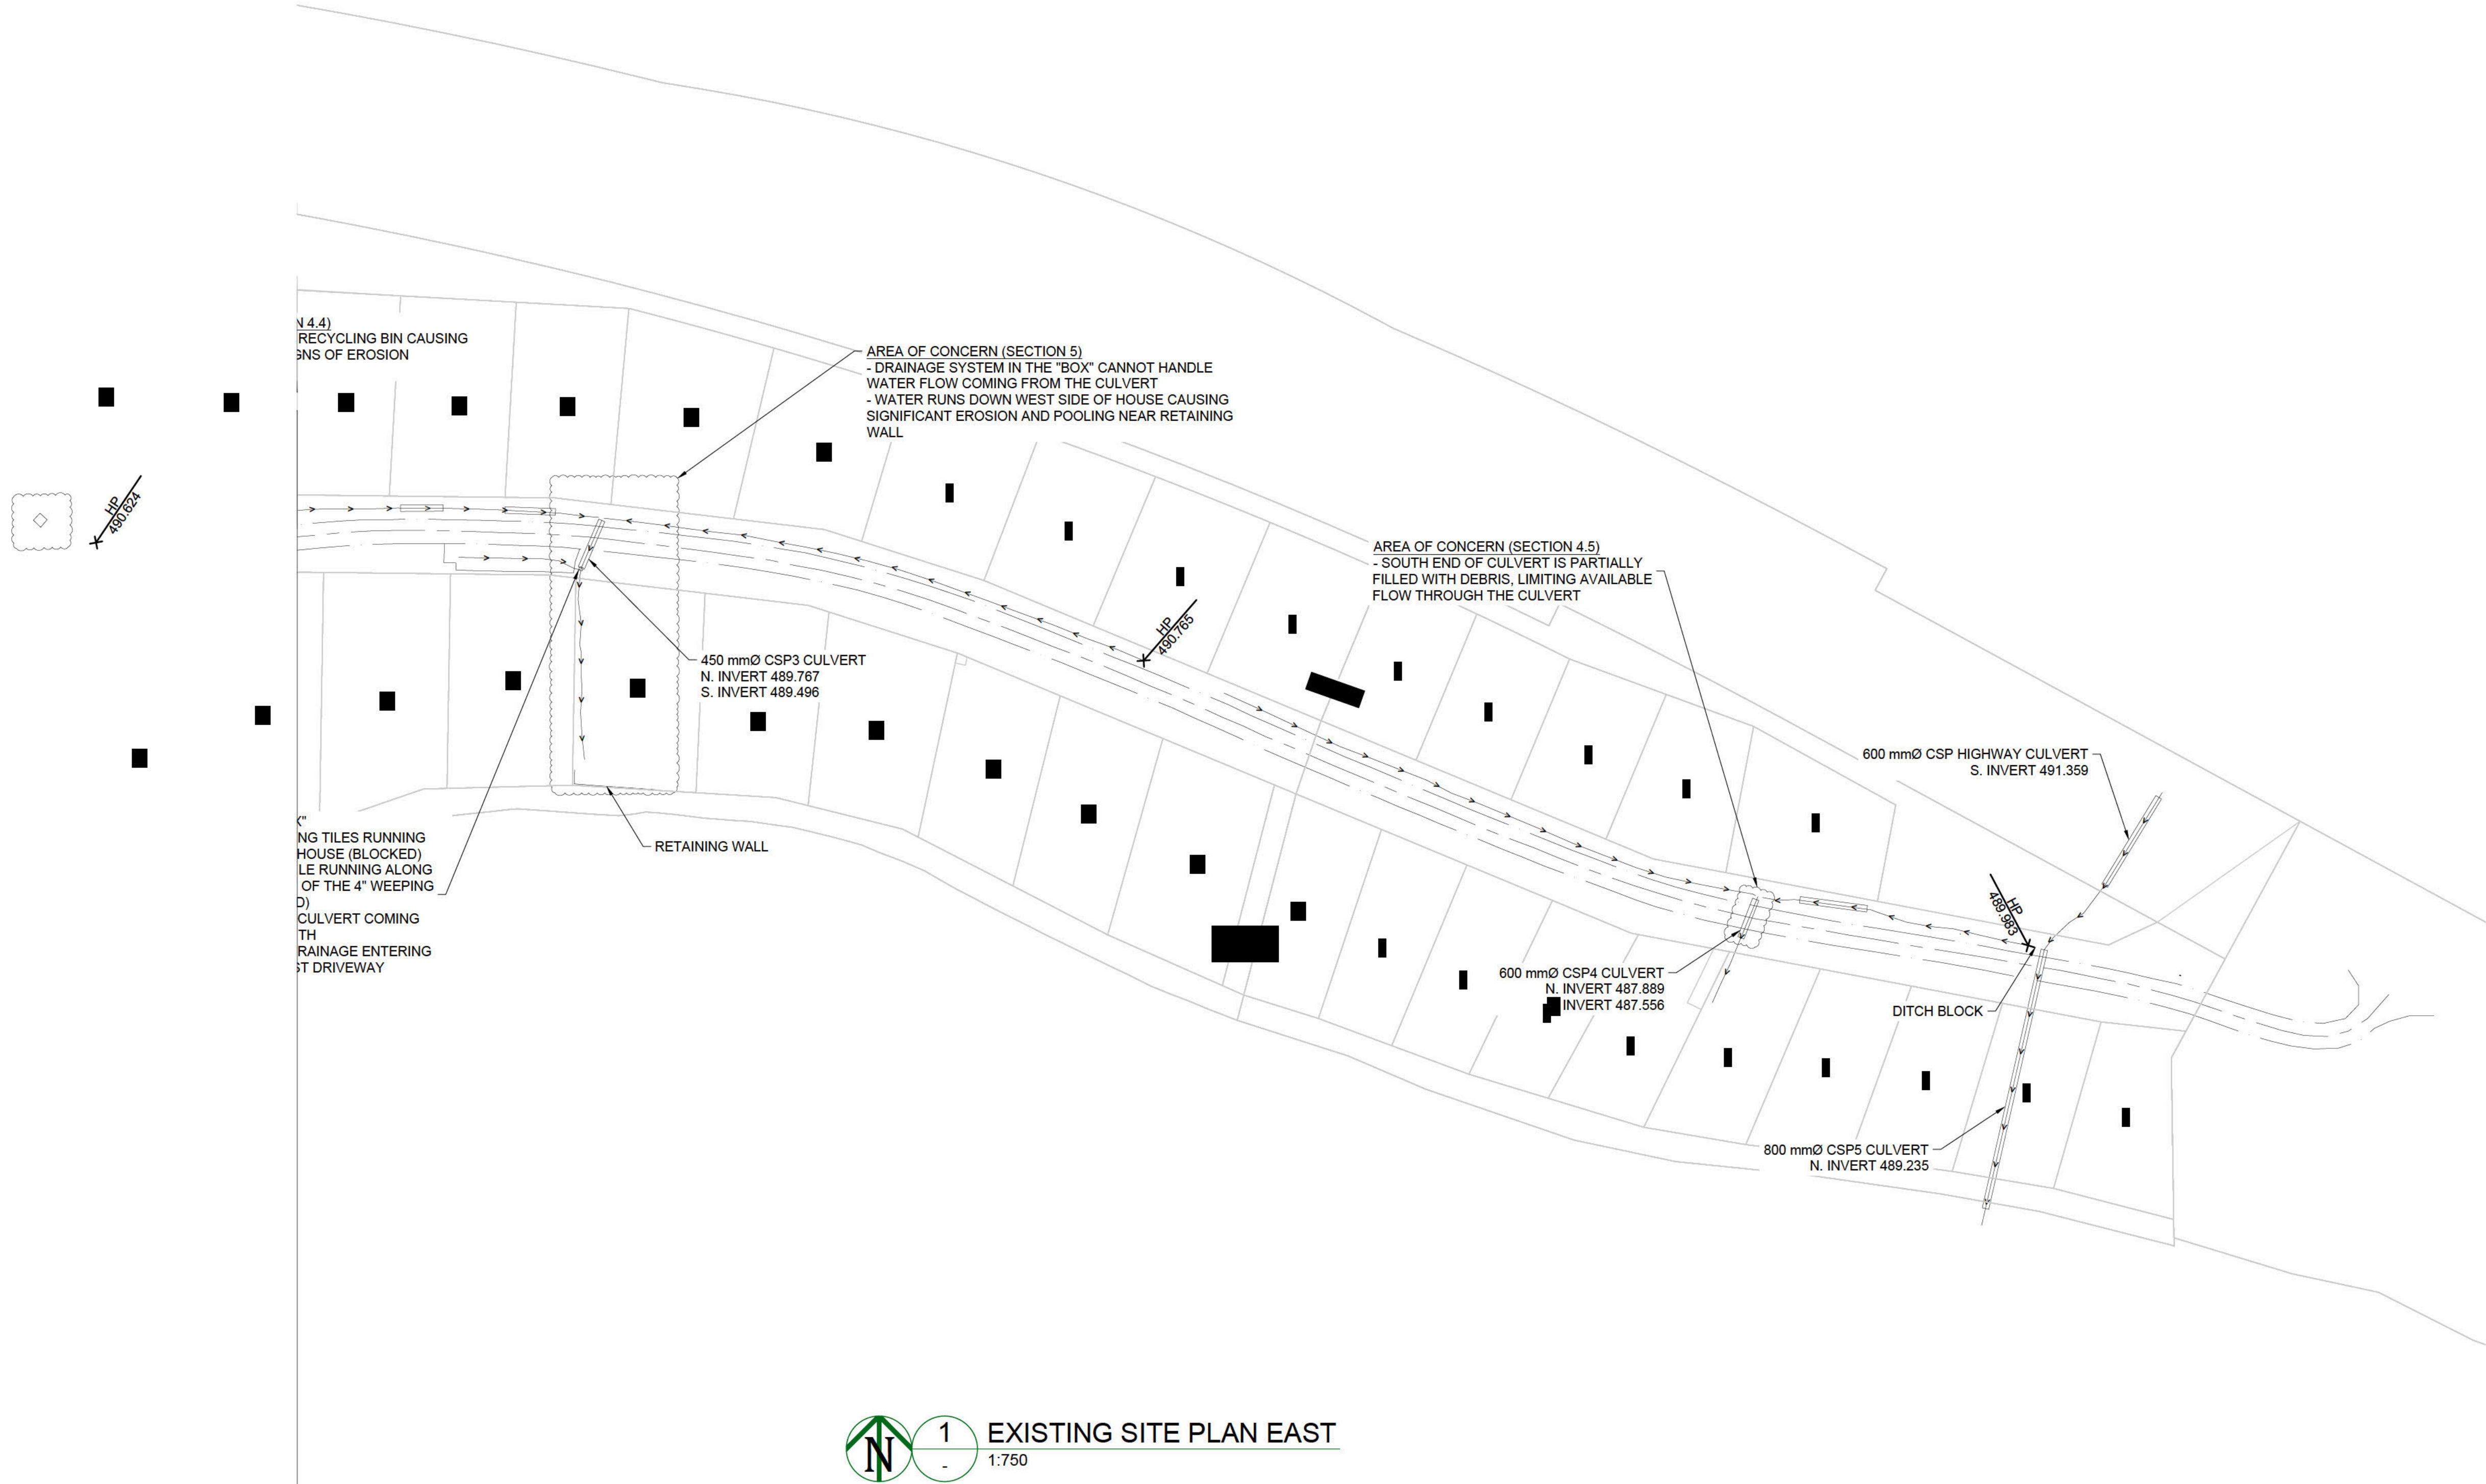 N 4.4)
RECYCLING BIN CAUSING
GNS OF EROSION
AREA OF CONCERN (SECTION 5)
- DRAINAGE SYSTEM IN THE "BOX" CANNOT HANDLE
WATER FLOW COMING FROM THE CULVERT
- WATER RUNS DOWN WEST SIDE OF HOUSE CAUSING
SIGNIFICANT EROSION AND POOLING NEAR RETAINING
WALL
HP
490.624
AREA OF CONCERN (SECTION 4.5)
- SOUTH END OF CULVERT IS PARTIALLY
FILLED WITH DEBRIS, LIMITING AVAILABLE
FLOW THROUGH THE CULVERT
HP
490.765
450 mmØ CSP3 CULVERT
N. INVERT 489.767
S. INVERT 489.496
600 mmØ CSP HIGHWAY CULVERT
S. INVERT 491.359
X"
NG TILES RUNNING
HOUSE (BLOCKED)
LE RUNNING ALONG
OF THE 4" WEEPING
D)
CULVERT COMING
TH
RAINAGE ENTERING
ST DRIVEWAY
RETAINING WALL
HP
489.983
600 mmØ CSP4 CULVERT
N. INVERT 487.889
INVERT 487.556
DITCH BLOCK
800 mmØ CSP5 CULVERT
N. INVERT 489.235
N
1
-
EXISTING SITE PLAN EAST
1:750